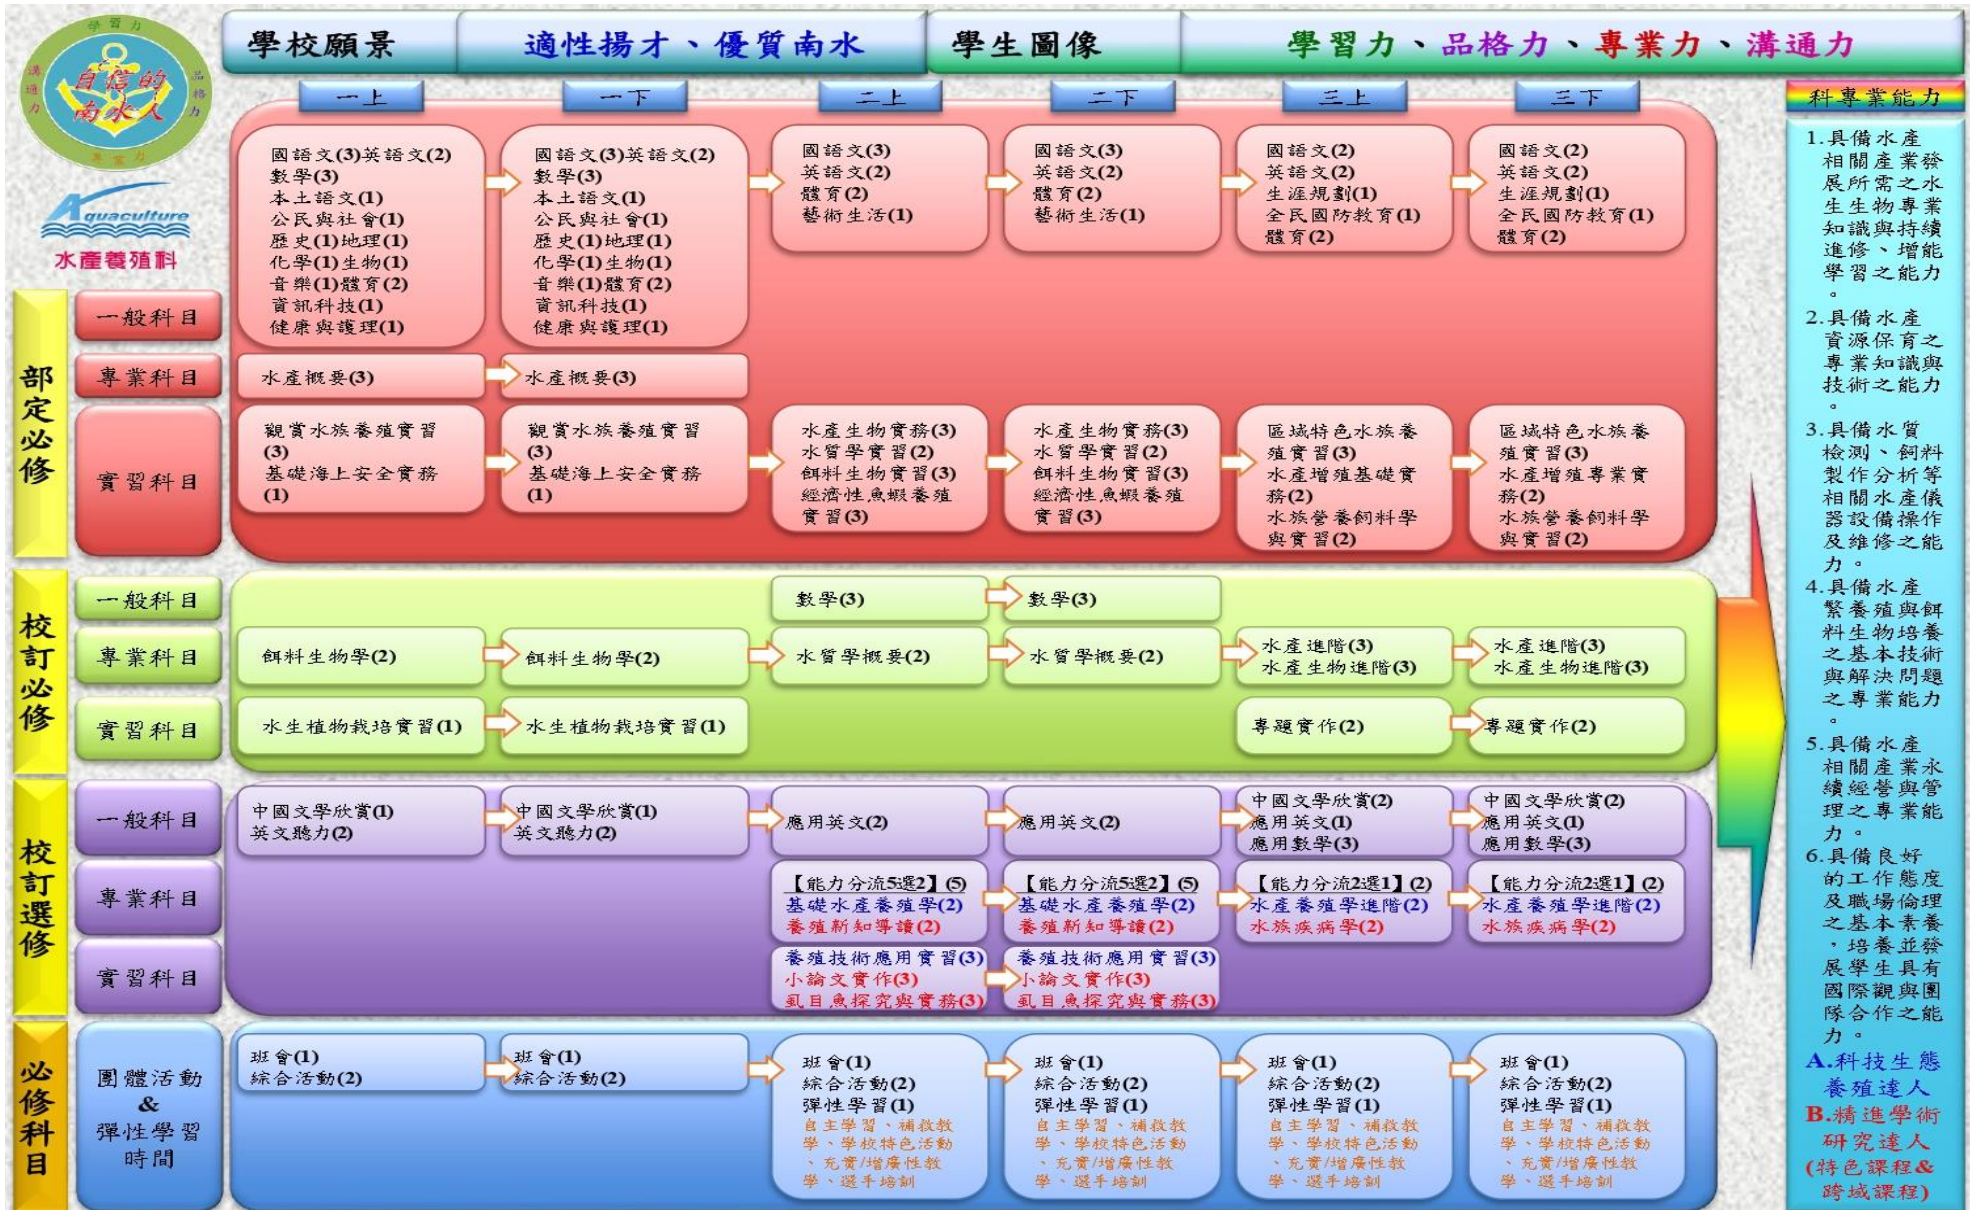 學習力
溝通力
品格力
專業力
自信的
南水人
Aquaculture
水產養殖科
學校願景
適性揚才、優質南水
學生圖像
學習力、品格力、專業力、溝通力
一上
一下
二上
二下
三上
三下
科專業能力
部定必修
一般科目
國語文(3)英語文(2)
數學(3)
本土語文(1)
公民與社會(1)
歷史(1)地理(1)
化學(1)生物(1)
音樂(1)體育(2)
資訊科技(1)
健康與護理(1)
國語文(3)英語文(2)
數學(3)
本土語文(1)
公民與社會(1)
歷史(1)地理(1)
化學(1)生物(1)
音樂(1)體育(2)
資訊科技(1)
健康與護理(1)
國語文(3)
英語文(2)
體育(2)
藝術生活(1)
國語文(3)
英語文(2)
體育(2)
藝術生活(1)
國語文(2)
英語文(2)
生涯規劃(1)
全民國防教育(1)
體育(2)
國語文(2)
英語文(2)
生涯規劃(1)
全民國防教育(1)
體育(2)
專業科目
水產概要(3)
水產概要(3)
實習科目
觀賞水族養殖實習
(3)
基礎海上安全實務
(1)
觀賞水族養殖實習
(3)
基礎海上安全實務
(1)
水產生物實務(3)
水質學實習(2)
餌料生物實習(3)
經濟性魚蝦養殖
實習(3)
水產生物實務(3)
水質學實習(2)
餌料生物實習(3)
經濟性魚蝦養殖
實習(3)
區域特色水族養
殖實習(3)
水產增殖基礎實
務(2)
水族營養飼料學
與實習(2)
區域特色水族養
殖實習(3)
水產增殖專業實
務(2)
水族營養飼料學
與實習(2)
校訂必修
一般科目
數學(3)
數學(3)
專業科目
餌料生物學(2)
餌料生物學(2)
水質學概要(2)
水質學概要(2)
水產進階(3)
水產生物進階(3)
水產進階(3)
水產生物進階(3)
實習科目
水生植物栽培實習(1)
水生植物栽培實習(1)
專題實作(2)
專題實作(2)
校訂選修
一般科目
中國文學欣賞(1)
英文聽力(2)
中國文學欣賞(1)
英文聽力(2)
應用英文(2)
應用英文(2)
中國文學欣賞(2)
應用英文(1)
應用數學(3)
中國文學欣賞(2)
應用英文(1)
應用數學(3)
專業科目
【能力分流5選2】(5)
基礎水產養殖學(2)
養殖新知導讀(2)
【能力分流5選2】(5)
基礎水產養殖學(2)
養殖新知導讀(2)
【能力分流2選1】(2)
水產養殖學進階(2)
水族疾病學(2)
【能力分流2選1】(2)
水產養殖學進階(2)
水族疾病學(2)
實習科目
養殖技術應用實習(3)
小論文實作(3)
虱目魚探究與實務(3)
養殖技術應用實習(3)
小論文實作(3)
虱目魚探究與實務(3)
必修科目
團體活動
&
彈性學習
時間
班會(1)
綜合活動(2)
班會(1)
綜合活動(2)
班會(1)
綜合活動(2)
彈性學習(1)
自主學習、補救教
學、學校特色活動
、充實/增廣性教
學、選手培訓
班會(1)
綜合活動(2)
彈性學習(1)
自主學習、補救教
學、學校特色活動
、充實/增廣性教
學、選手培訓
班會(1)
綜合活動(2)
彈性學習(1)
自主學習、補救教
學、學校特色活動
、充實/增廣性教
學、選手培訓
班會(1)
綜合活動(2)
彈性學習(1)
自主學習、補救教
學、學校特色活動
、充實/增廣性教
學、選手培訓
1.具備水產
相關產業發
展所需之水
生生物專業
知識與持續
進修、增能
學習之能力
。
2.具備水產
資源保育之
專業知識與
技術之能力
。
3.具備水質
檢測、飼料
製作分析等
相關水產儀
器設備操作
及維修之能
力。
4.具備水產
繁養殖與餌
料生物培養
之基本技術
與解決問題
之專業能力
。
5.具備水產
相關產業永
續經營與管
理之專業能
力。
6.具備良好
的工作態度
及職場倫理
之基本素養
，培養並發
展學生具有
國際觀與團
隊合作之能
力。
A.科技生態
養殖達人
B.精進學術
研究達人
(特色課程&
跨域課程)